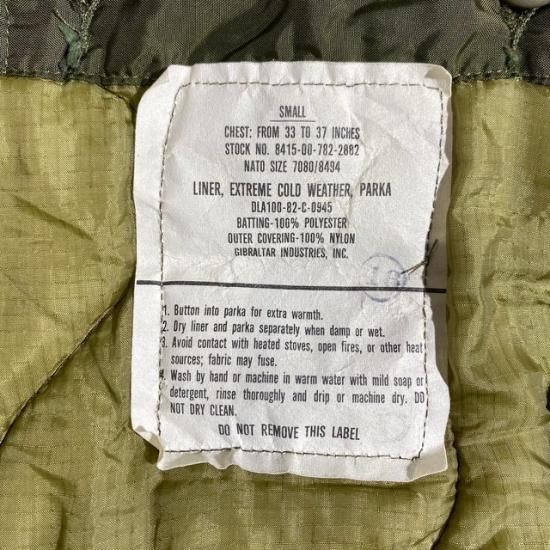 SMALL
CHEST: FROM 33 TO 37 INCHES
STOCK NO. 8415-00-782-2882
NATO SIZE 7080/8494
LINER, EXTREME COLD WEATHER, PARKA
DLA100-82-C-0945
BATTING-100% POLYESTER
OUTER COVERING-100% NYLON
GIBRALTAR INDUSTRIES, INC.
1. Button into parka for extra warmth.
2. Dry liner and parka separately when damp or wet.
3. Avoid contact with heated stoves, open fires, or other heat
sources; fabric may fuse.
4. Wash by hand or machine in warm water with mild soap or
detergent, rinse thoroughly and drip or machine dry. DO
NOT DRY CLEAN.
DO NOT REMOVE THIS LABEL